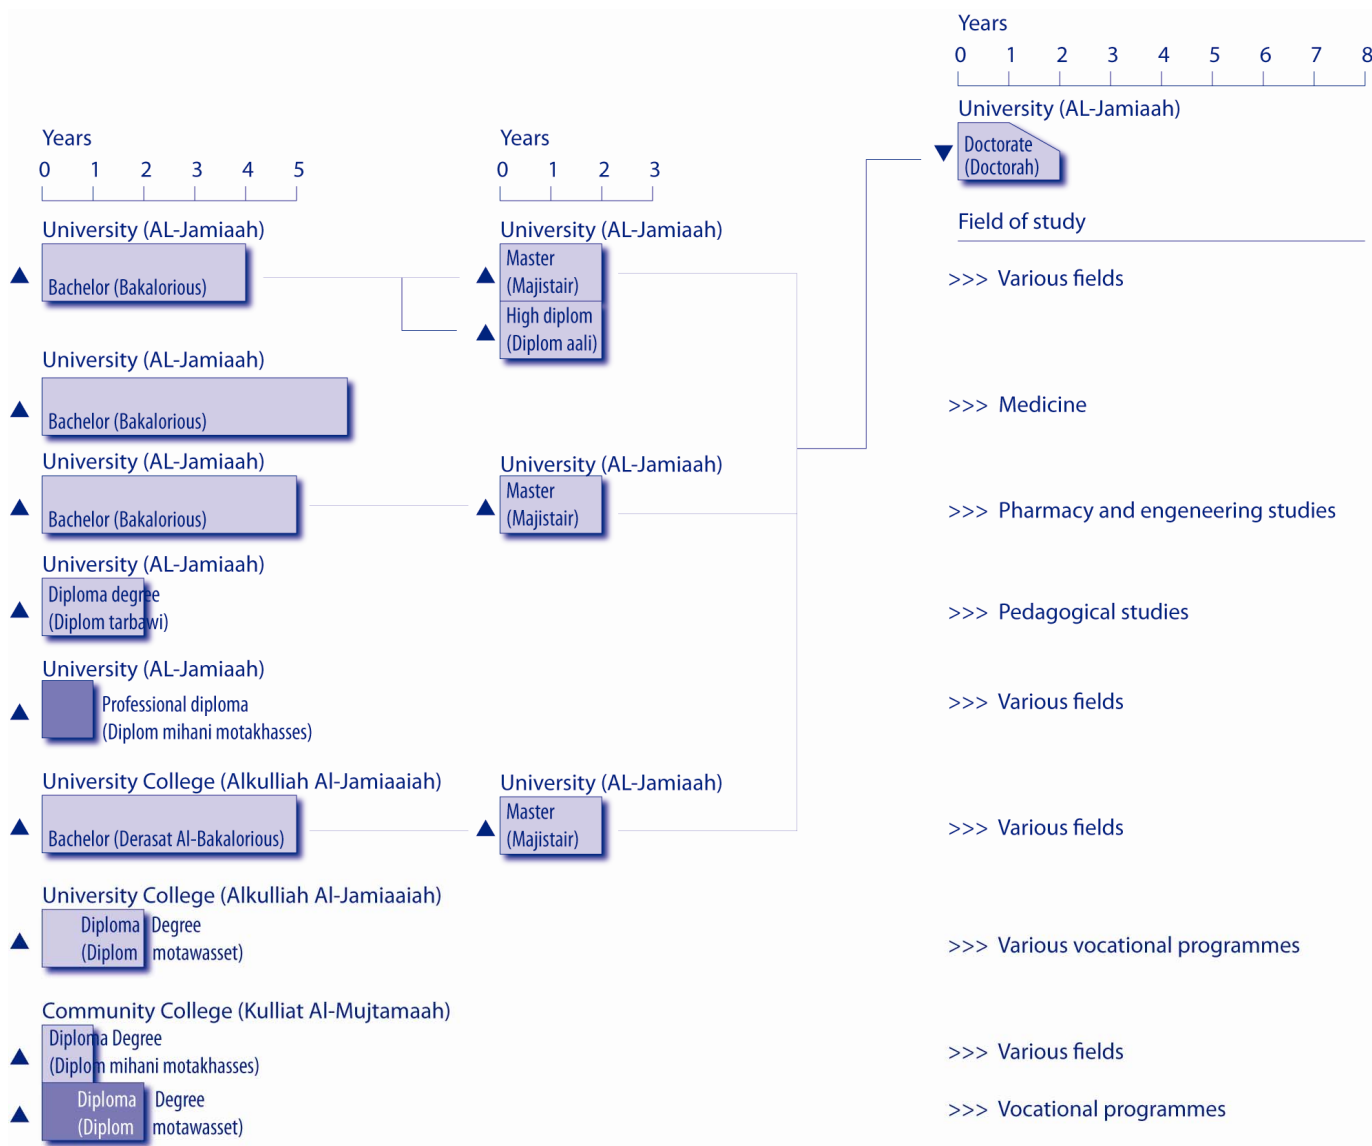 Years
0 1 2 3 4 5 6 7 8
University (AL-Jamiaah)
Doctorate
(Doctorah)
Field of study
Years
0 1 2 3 4 5
Years
0 1 2 3
University (AL-Jamiaah)
Bachelor (Bakalorious)
University (AL-Jamiaah)
Master
(Majistair)
High diplom
(Diplom aali)
>>> Various fields
University (AL-Jamiaah)
Bachelor (Bakalorious)
>>> Medicine
University (AL-Jamiaah)
Bachelor (Bakalorious)
University (AL-Jamiaah)
Master
(Majistair)
>>> Pharmacy and engeneering studies
University (AL-Jamiaah)
Diploma degree
(Diplom tarbawi)
>>> Pedagogical studies
University (AL-Jamiaah)
Professional diploma
(Diplom mihani motakhasses)
>>> Various fields
University College (Alkulliah Al-Jamiaaiah)
Bachelor (Derasat Al-Bakalorious)
University (AL-Jamiaah)
Master
(Majistair)
>>> Various fields
University College (Alkulliah Al-Jamiaaiah)
Diploma Degree
(Diplom motawasset)
>>> Various vocational programmes
Community College (Kulliat Al-Mujtamaah)
Diploma Degree
(Diplom mihani motakhasses)
>>> Various fields
Diploma Degree
(Diplom motawasset)
>>> Vocational programmes